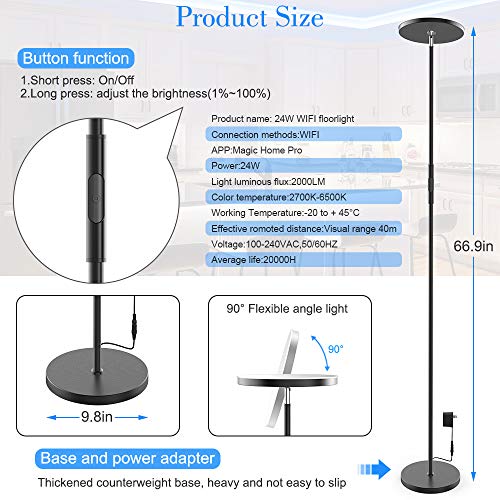 Product Size
Button function
1.Short press: On/Off
2.Long press: adjust the brightness(1%~100%)
Product name: 24W WIFI floorlight
Connection methods:WIFI
APP:Magic Home Pro
Power:24W
Light luminous flux:2000LM
Color temperature:2700K-6500K
Working Temperature:-20 to + 45°C
Effective romoted distance:Visual range 40m
Voltage:100-240VAC,50/60HZ
Average life:20000H
66.9in
90° Flexible angle light
90°
9.8in
Base and power adapter
Thickened counterweight base, heavy and not easy to slip